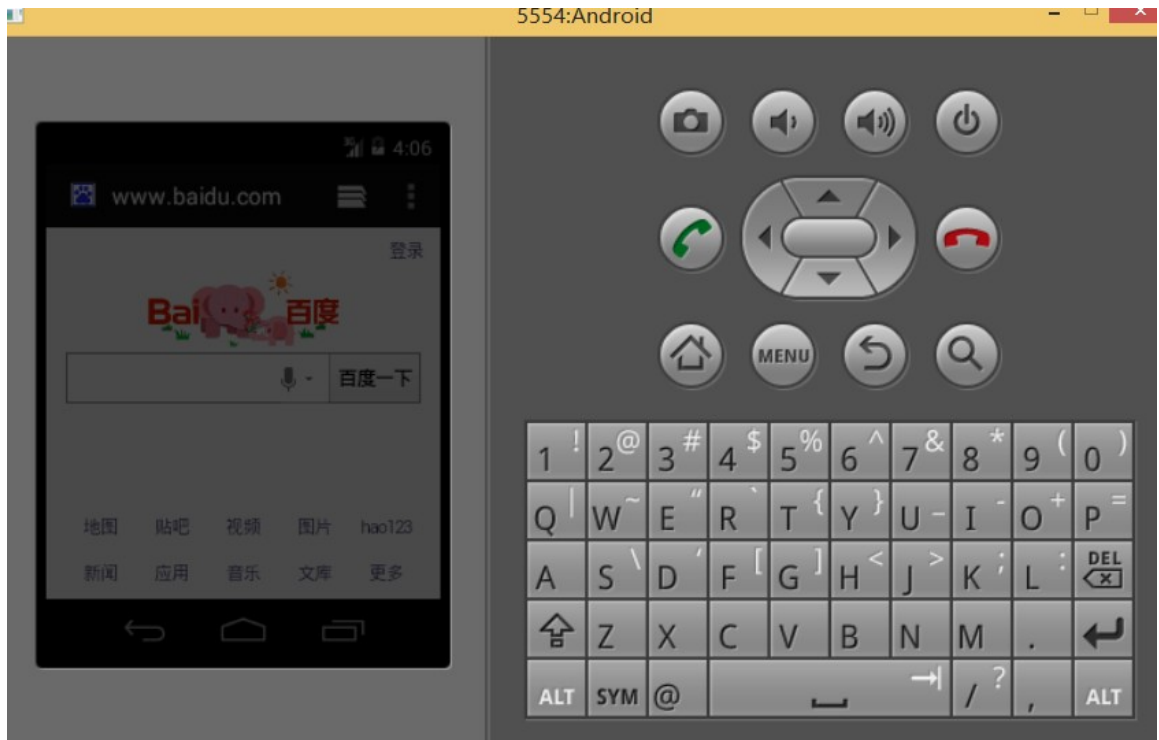 5554:Android
3G 4:06
www.baidu.com
登录
Bai 百度
百度一下
地图 贴吧 视频 图片 hao123
新闻 应用 音乐 文库 更多
MENU
1 ! 2 @ 3 # 4 $ 5 % 6 ^ 7 & 8 * 9 ( 0 )
Q | W ~ E " R ` T { Y } U - I - O + P =
A S \ D ' F [ G ] H < J > K ; L : DEL
Z X C V B N M .
ALT SYM @ / ? , ALT